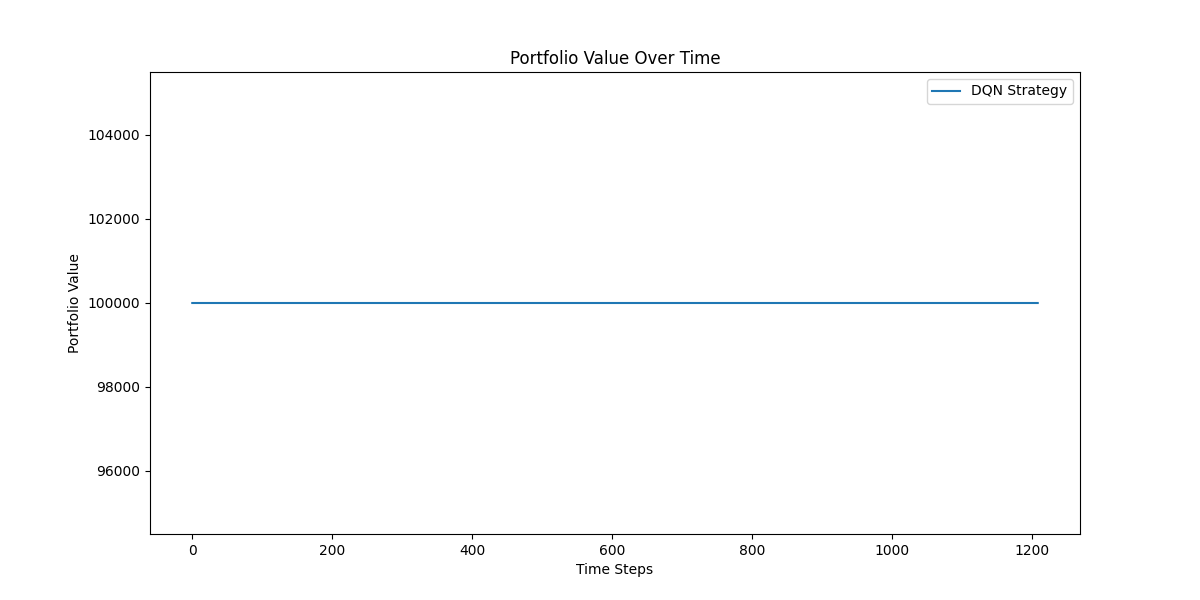 Portfolio Value Over Time
DQN Strategy
Portfolio Value
104000
102000
100000
98000
96000
0 200 400 600 800 1000 1200
Time Steps